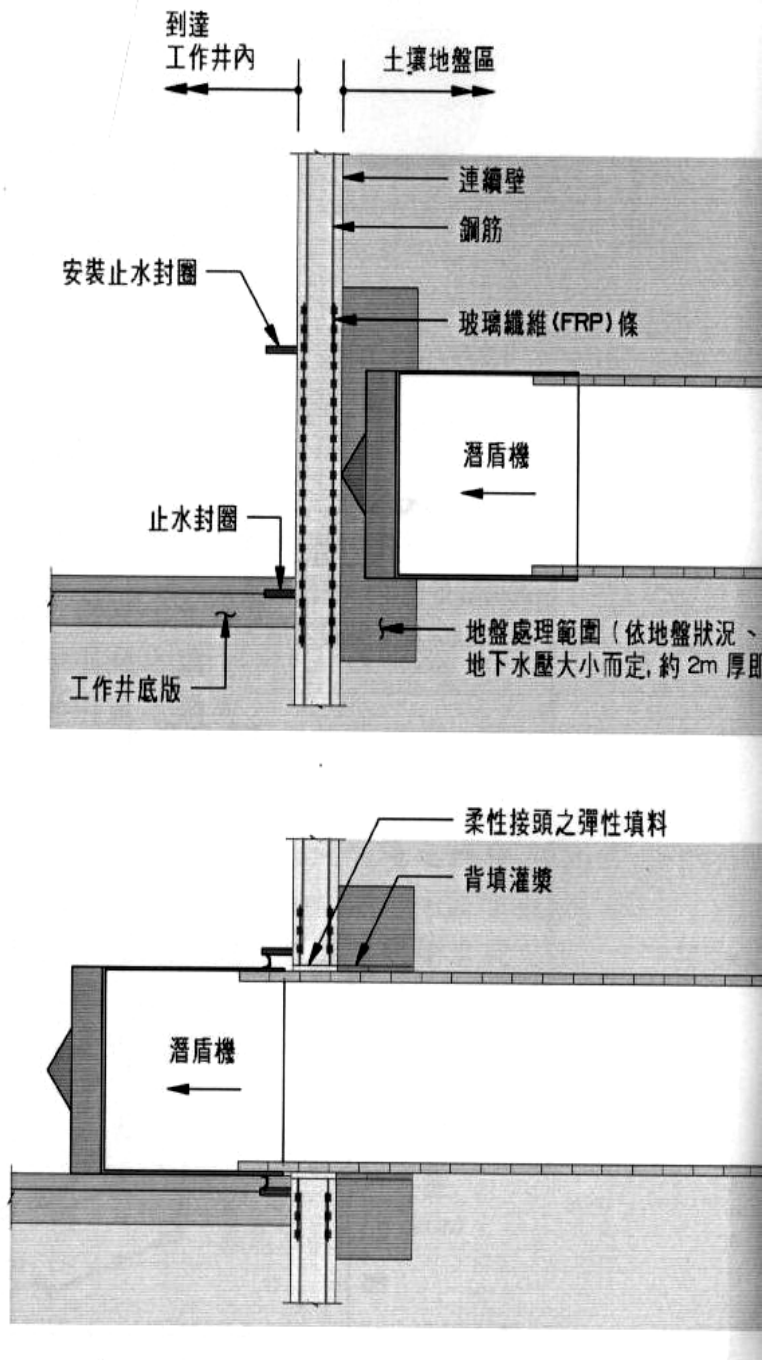 到達
工作井內
土壤地盤區
連續壁
鋼筋
安裝止水封圈
玻璃纖維(FRP)條
潛盾機
止水封圈
地盤處理範圍(依地盤狀況、
地下水壓大小而定,約 2m 厚即
工作井底版
柔性接頭之彈性填料
背填灌漿
潛盾機